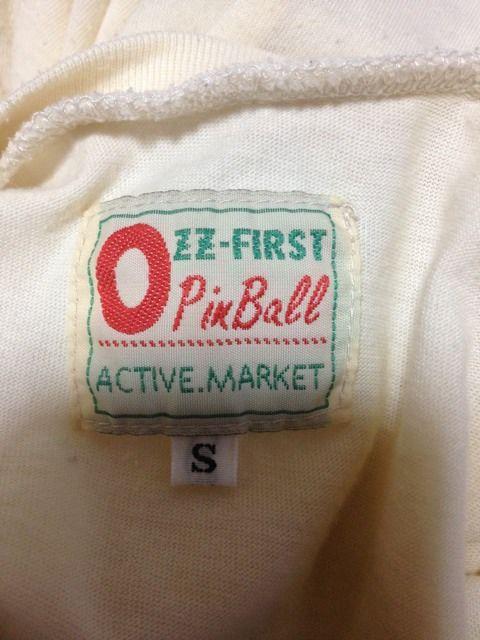 OZZ-FIRST
PinBall
ACTIVE.MARKET
S